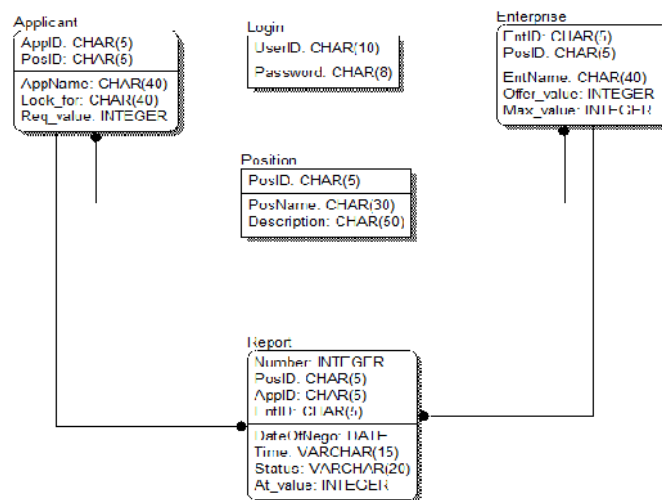 Applicant
AppID. CHAR(5)
PosID. CHAR(5)
AppName: CHAR(40)
Look_for: CHAR(40)
Req_value: INTEGER
Login
UserID. CHAR(10)
Password. CHAR(8)
Enterprise
EntID: CHAR(5)
PosID. CHAR(5)
EntName: CHAR(40)
Offer_value: INTEGER
Max_value: INTEGER
Position
PosID. CHAR(5)
PosName: CHAR(30)
Description: CHAR(50)
Report
Number: INTEGER
PosID: CHAR(5)
AppID: CHAR(5)
EntID: CHAR(5)
DateOfNego: DATE
Time: VARCHAR(15)
Status: VARCHAR(20)
At_value: INTEGER